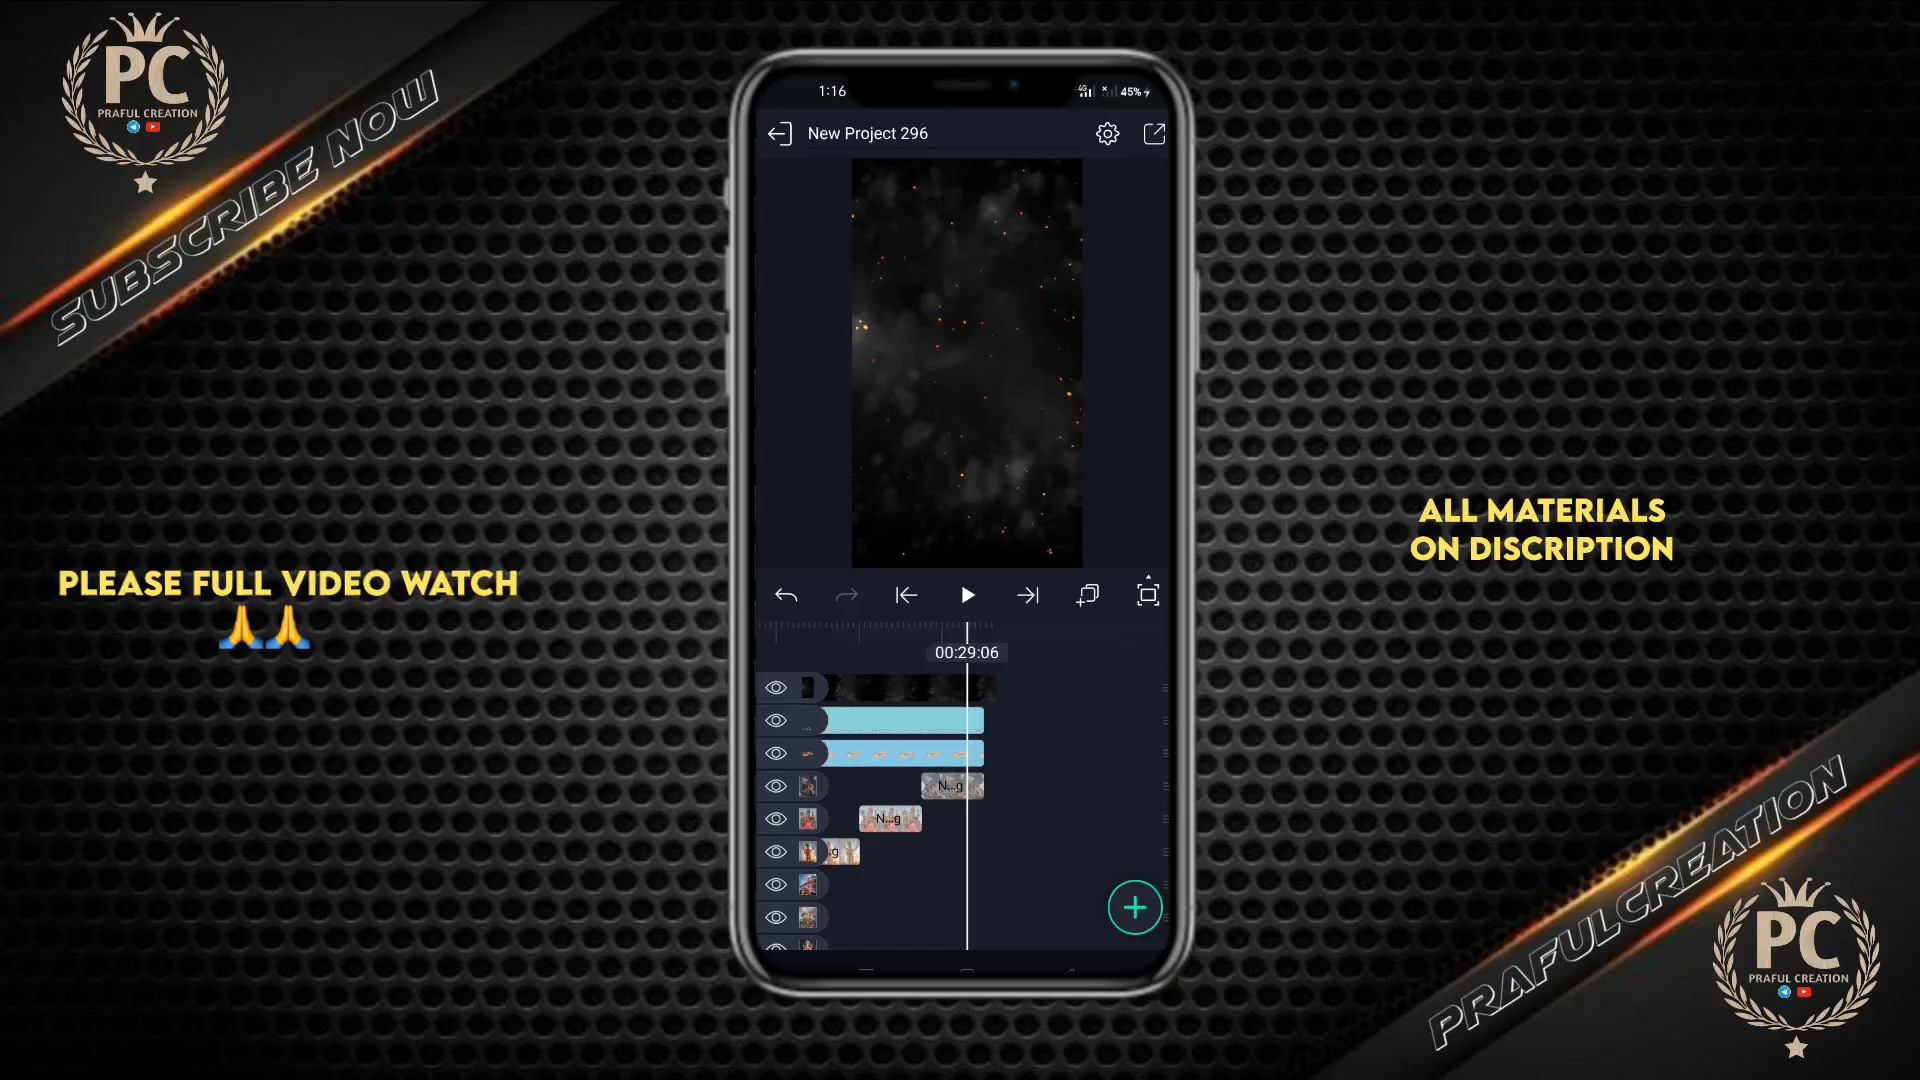 PC
PRAFUL CREATION
SUBSCRIBE NOW
1:16
4G
45%
New Project 296
ALL MATERIALS
ON DISCRIPTION
PLEASE FULL VIDEO WATCH
🙏🙏
00:29:06
N...g
N...g
.g
PRAFULCREATION
PC
PRAFUL CREATION